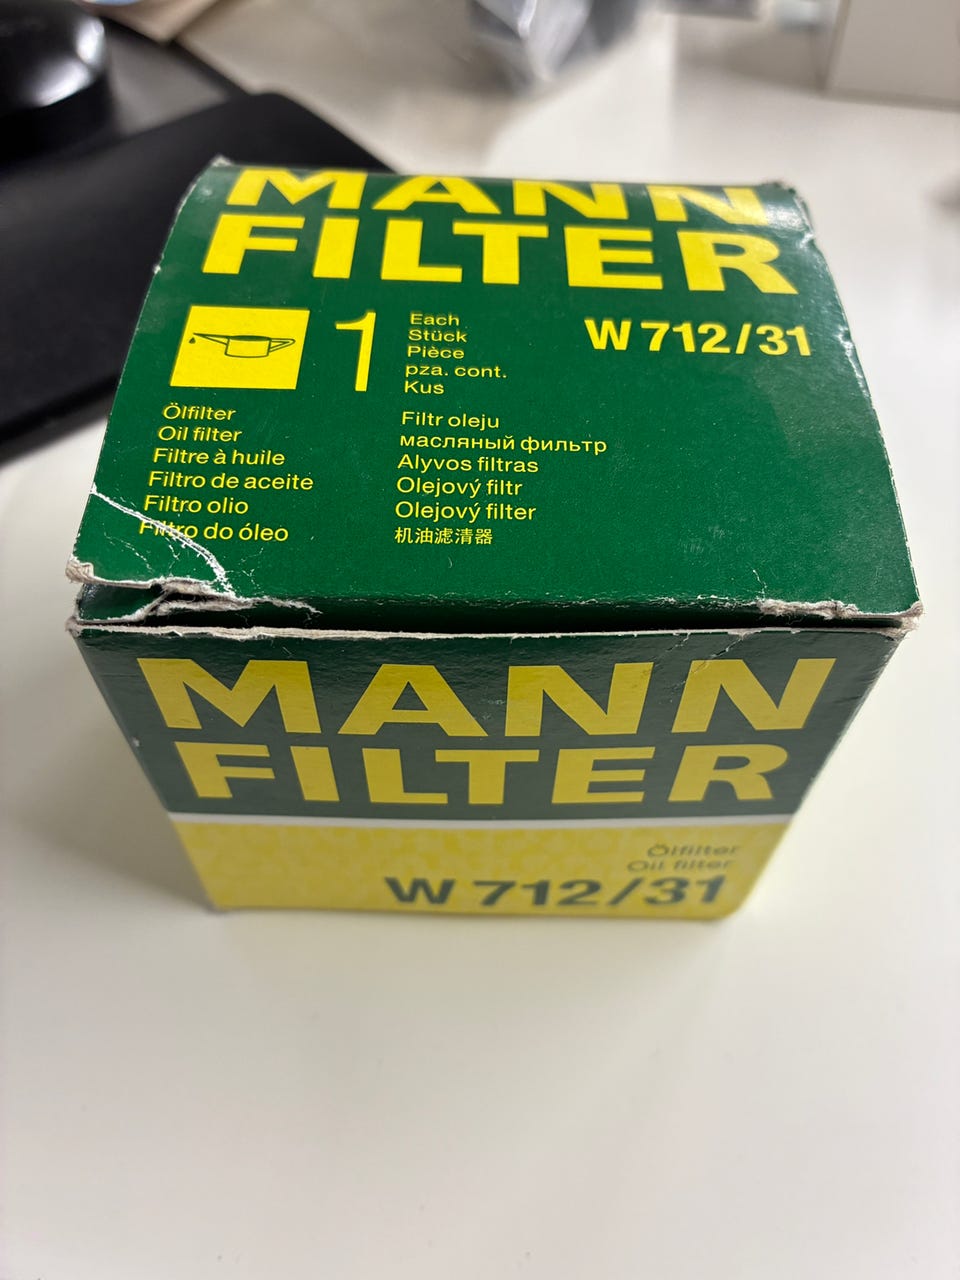 MANN
FILTER
1
Each
Stück
Pièce
pza. cont.
Kus
W 712/31
Ölfilter
Oil filter
Filtre à huile
Filtro de aceite
Filtro olio
Filtro do óleo
Filtr oleju
масляный фильтр
Alyvos filtras
Olejový filtr
Olejový filter
机油滤清器
MANN
FILTER
Ölfilter
Oil filter
W 712/31